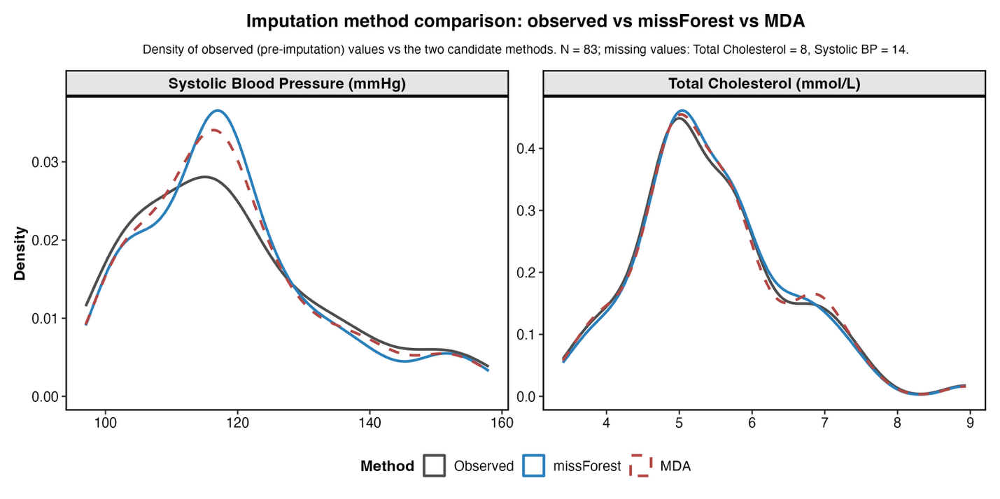 Imputation method comparison: observed vs missForest vs MDA
Density of observed (pre-imputation) values vs the two candidate methods. N = 83; missing values: Total Cholesterol = 8, Systolic BP = 14.
Systolic Blood Pressure (mmHg)
Total Cholesterol (mmol/L)
Density
0.03
0.02
0.01
0.00
100 120 140 160
0.4
0.3
0.2
0.1
0.0
4 5 6 7 8 9
Method Observed missForest MDA